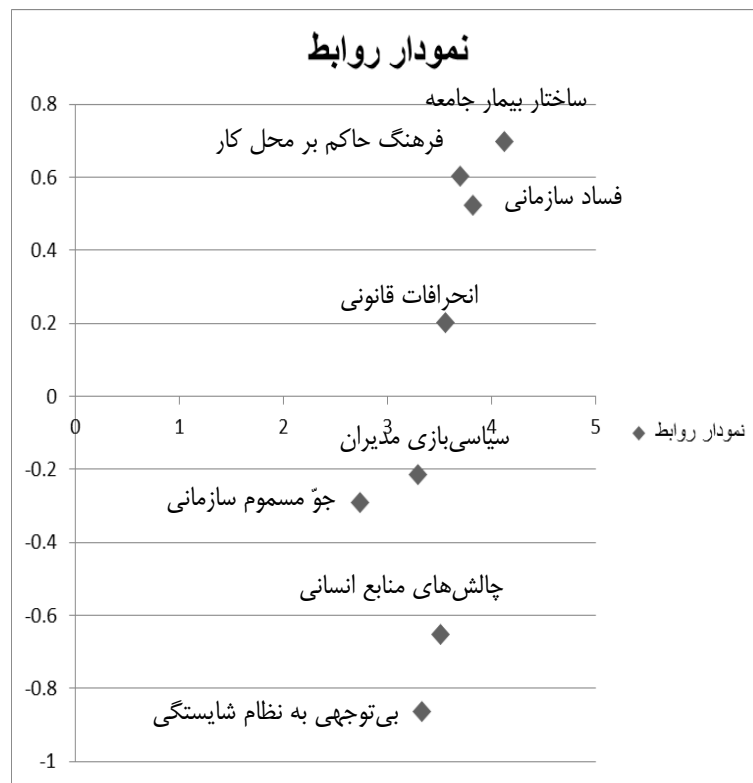 نمودار روابط
ساختار بیمار جامعه
0.8
فرهنگ حاکم بر محل کار
0.6
فساد سازمانی
0.4
انحرافات قانونی
0.2
0
0 1 2 3 4 5
نمودار روابط
سیاسی‌بازی مدیران
-0.2
جوّ مسموم سازمانی
-0.4
چالش‌های منابع انسانی
-0.6
-0.8
بی‌توجهی به نظام شایستگی
-1